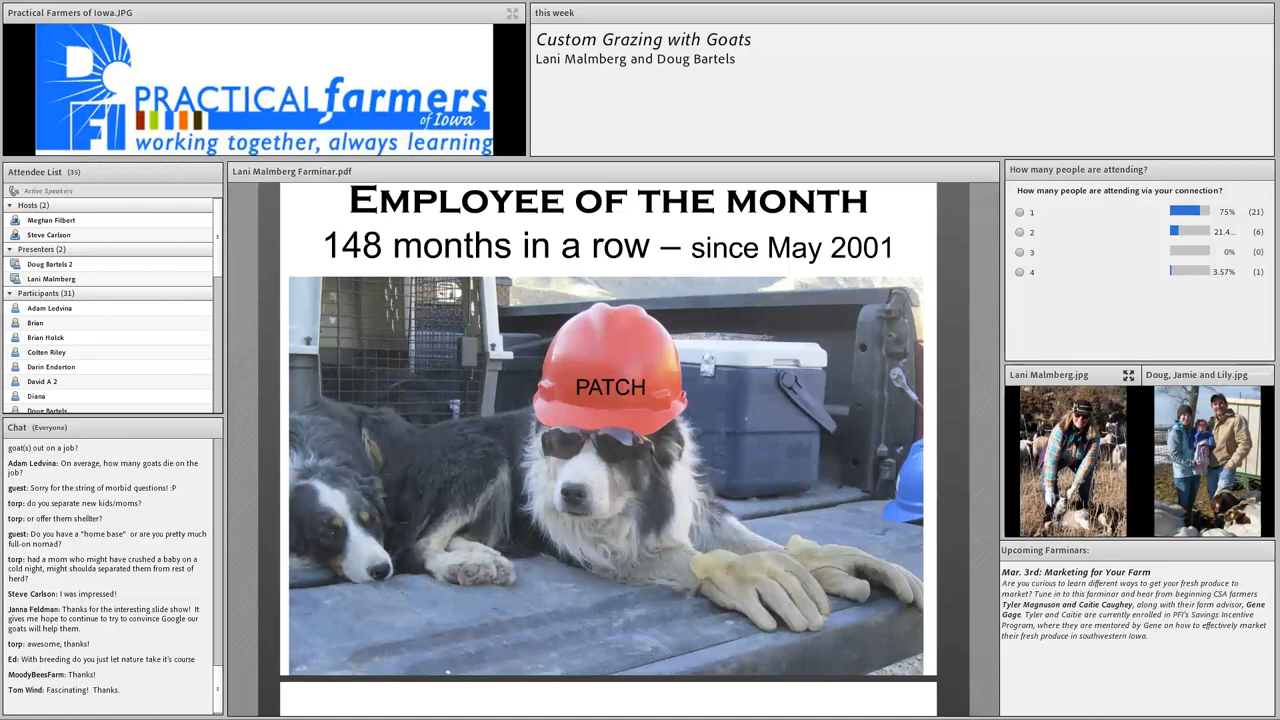 Practical Farmers of Iowa.JPG
PFI
PRACTICAL farmers
of Iowa
working together, always learning
this week
Custom Grazing with Goats
Lani Malmberg and Doug Bartels
Attendee List (35)
Active Speakers
Hosts (2)
Meghan Filbert
Steve Carlson
Presenters (2)
Doug Bartels 2
Lani Malmberg
Participants (31)
Adam Ledvina
Brian
Brian Holck
Colten Riley
Darin Enderton
David A 2
Diana
Doug Bartels
Chat (Everyone)
goat(s) out on a job?
Adam Ledvina: On average, how many goats die on the
job?
guest: Sorry for the string of morbid questions! :P
torp: do you separate new kids/moms?
torp: or offer them shellter?
guest: Do you have a "home base" or are you pretty much
full-on nomad?
torp: had a mom who might have crushed a baby on a
cold night, might shoulda separated them from rest of
herd?
Steve Carlson: I was impressed!
Janna Feldman: Thanks for the interesting slide show! It
gives me hope to continue to try to convince Google our
goats will help them.
torp: awesome, thanks!
Ed: With breeding do you just let nature take it's course
MoodyBeesFarm: Thanks!
Tom Wind: Fascinating! Thanks.
Lani Malmberg Farminar.pdf
EMPLOYEE OF THE MONTH
148 months in a row – since May 2001
PATCH
How many people are attending?
How many people are attending via your connection?
1 75% (21)
2 21.4... (6)
3 0% (0)
4 3.57% (1)
Lani Malmberg.jpg
Doug, Jamie and Lily.jpg
Upcoming Farminars:
Mar. 3rd: Marketing for Your Farm
Are you curious to learn different ways to get your fresh produce to
market? Tune in to this farminar and hear from beginning CSA farmers
Tyler Magnuson and Caitie Caughey, along with their farm advisor, Gene
Gage. Tyler and Caitie are currently enrolled in PFI's Savings Incentive
Program, where they are mentored by Gene on how to effectively market
their fresh produce in southwestern Iowa.